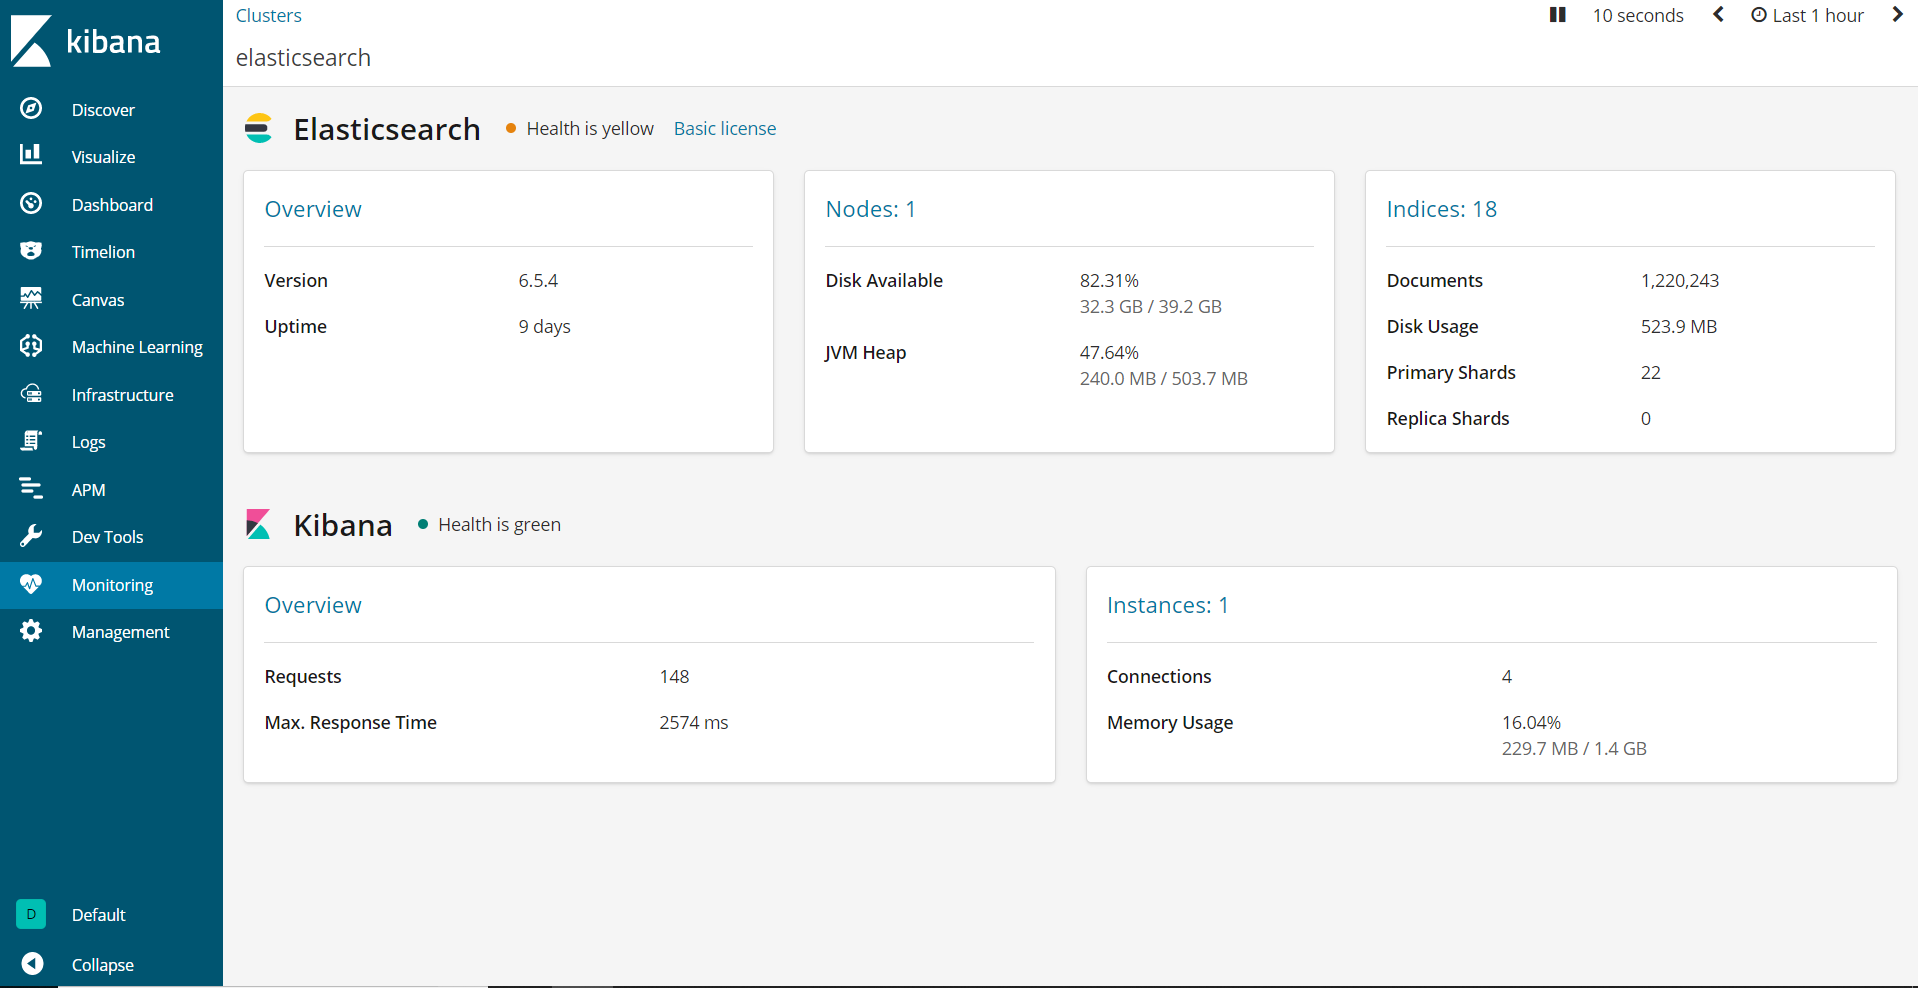 kibana
Discover
Visualize
Dashboard
Timelion
Canvas
Machine Learning
Infrastructure
Logs
APM
Dev Tools
Monitoring
Management
D Default
Collapse
Clusters
10 seconds Last 1 hour
elasticsearch
Elasticsearch Health is yellow Basic license
Overview
Version 6.5.4
Uptime 9 days
Nodes: 1
Disk Available 82.31%
32.3 GB / 39.2 GB
JVM Heap 47.64%
240.0 MB / 503.7 MB
Indices: 18
Documents 1,220,243
Disk Usage 523.9 MB
Primary Shards 22
Replica Shards 0
Kibana Health is green
Overview
Requests 148
Max. Response Time 2574 ms
Instances: 1
Connections 4
Memory Usage 16.04%
229.7 MB / 1.4 GB